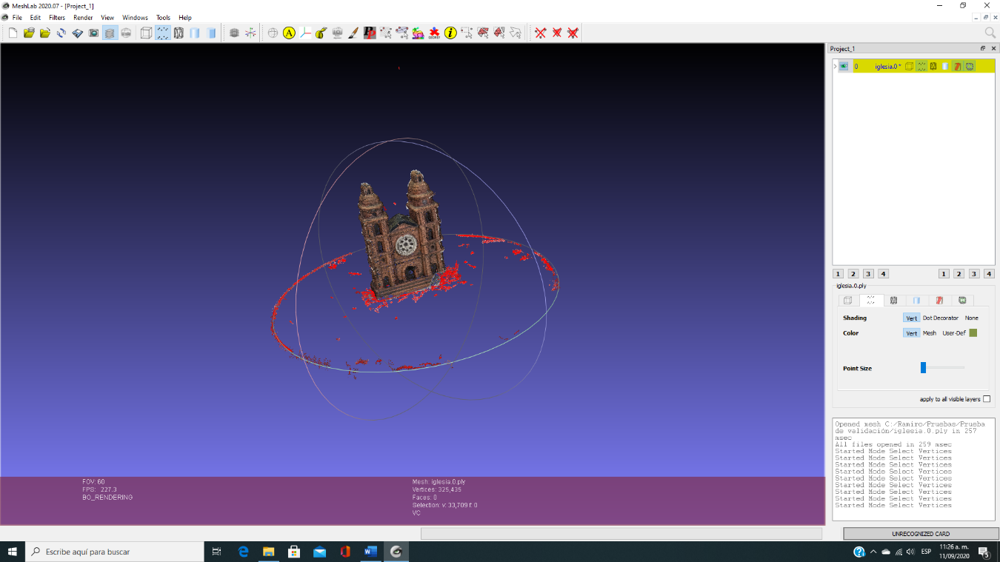 MeshLab 2020.07 - [Project_1]
File Edit Filters Render View Windows Tools Help
Project_1
0 iglesia.0 *
1 2 3 4 1 2 3 4
iglesia.0.ply
Shading Vert Dot Decorator None
Color Vert Mesh User-Def
Point Size
apply to all visible layers
Opened mesh C:/Ramiro/Pruebas/Prueba
de validación/iglesia.0.ply in 257
msec
All files opened in 259 msec
Started Mode Select Vertices
Started Mode Select Vertices
Started Mode Select Vertices
Started Mode Select Vertices
Started Mode Select Vertices
Started Mode Select Vertices
Started Mode Select Vertices
Started Mode Select Vertices
Started Mode Select Vertices
FOV: 60
FPS: 227.3
BO_RENDERING
Mesh: iglesia.0.ply
Vertices: 325,435
Faces: 0
Selection: v: 33,709 f: 0
VC
UNRECOGNIZED CARD
Escribe aquí para buscar
ESP
11:26 a. m.
11/09/2020
5